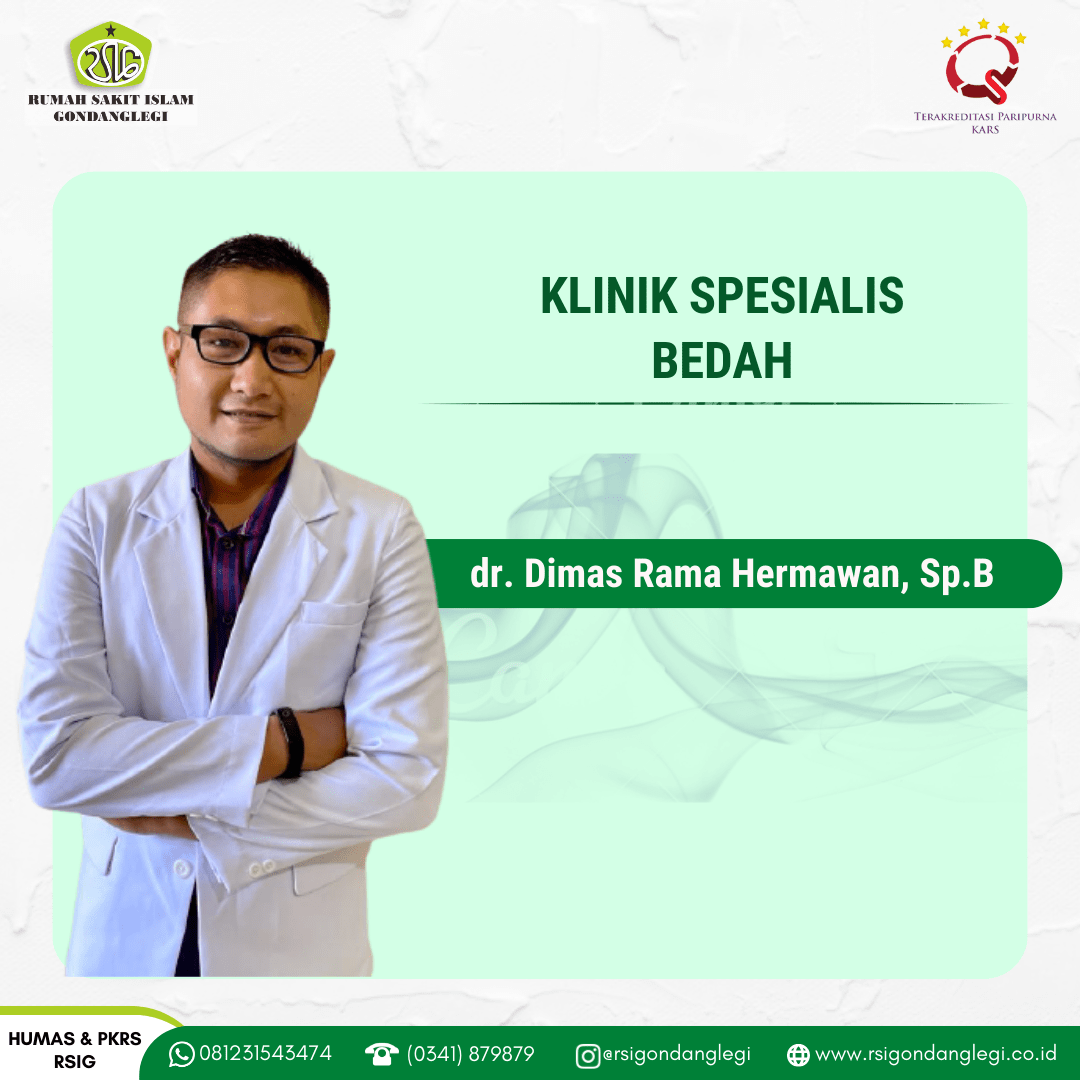 RUMAH SAKIT ISLAM
GONDANGLEGI
TERAKREDITASI PARIPURNA
KARS
KLINIK SPESIALIS
BEDAH
dr. Dimas Rama Hermawan, Sp.B
HUMAS & PKRS
RSIG
081231543474
(0341) 879879
@rsigondanglegi
www.rsigondanglegi.co.id